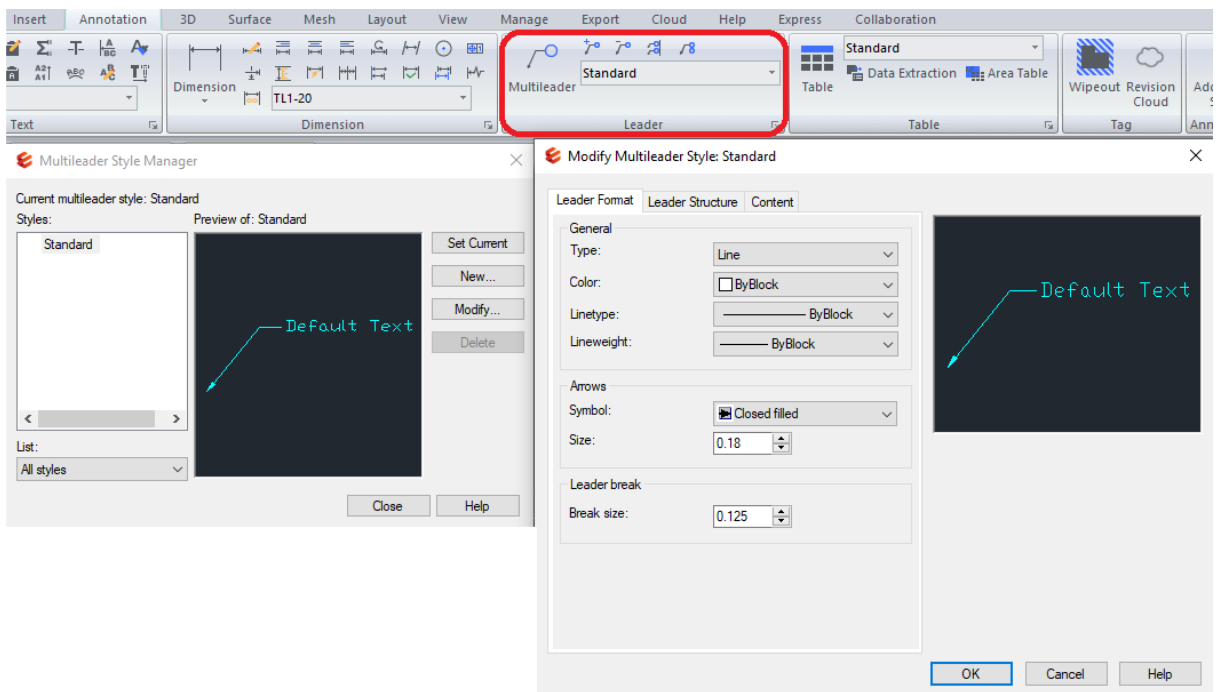 Insert Annotation 3D Surface Mesh Layout View Manage Export Cloud Help Express Collaboration
Standard
Standard
Data Extraction Area Table
Dimension
Multileader
Table
Wipeout Revision Cloud
TL1-20
Text Dimension Leader Table Tag
Multileader Style Manager
Current multileader style: Standard
Styles:
Preview of: Standard
Standard
Default Text
Set Current
New...
Modify...
Delete
List:
All styles
Close
Help
Modify Multileader Style: Standard
Leader Format Leader Structure Content
General
Type: Line
Color: ByBlock
Linetype: ByBlock
Lineweight: ByBlock
Arrows
Symbol: Closed filled
Size: 0.18
Leader break
Break size: 0.125
Default Text
OK Cancel Help